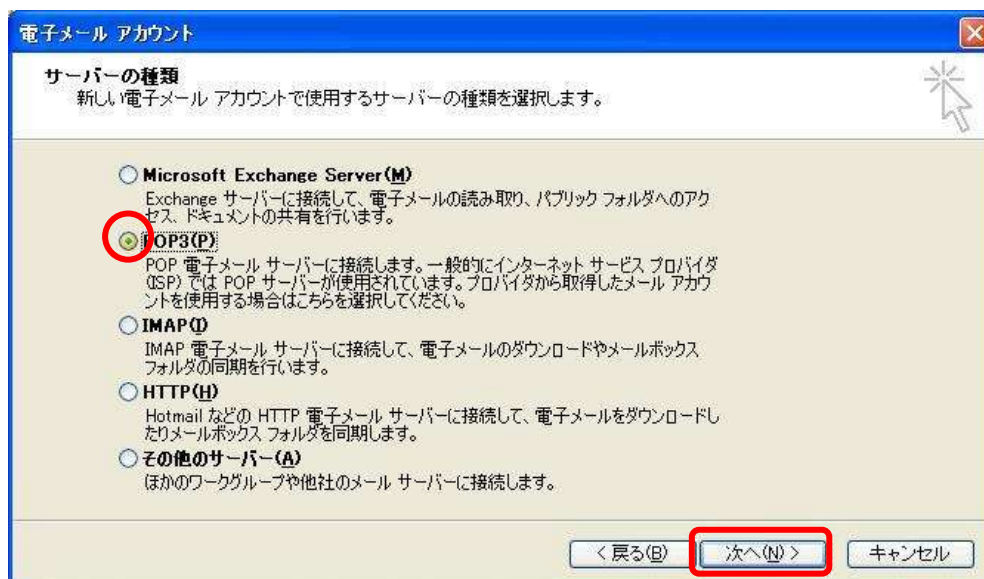 電子メール アカウント
サーバーの種類
新しい電子メール アカウントで使用するサーバーの種類を選択します。
Microsoft Exchange Server(M)
Exchange サーバーに接続して、電子メールの読み取り、パブリック フォルダへのアク
セス、ドキュメントの共有を行います。
POP3(P)
POP 電子メール サーバーに接続します。一般的にインターネット サービス プロバイダ
(ISP) では POP サーバーが使用されています。プロバイダから取得したメール アカウ
ントを使用する場合はこちらを選択してください。
IMAP(I)
IMAP 電子メール サーバーに接続して、電子メールのダウンロードやメールボックス
フォルダの同期を行います。
HTTP(H)
Hotmail などの HTTP 電子メール サーバーに接続して、電子メールをダウンロードし
たりメールボックス フォルダを同期します。
その他のサーバー(A)
ほかのワークグループや他社のメール サーバーに接続します。
< 戻る(B) 次へ(N) > キャンセル